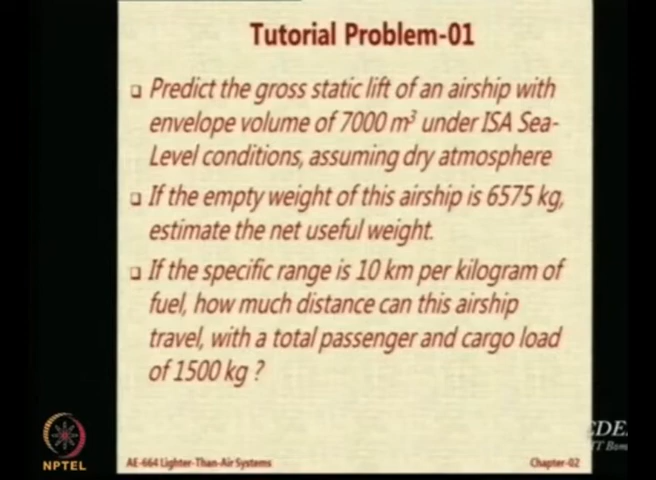 Tutorial Problem-01
❑ Predict the gross static lift of an airship with
envelope volume of 7000 m³ under ISA Sea-
Level conditions, assuming dry atmosphere
❑ If the empty weight of this airship is 6575 kg,
estimate the net useful weight.
❑ If the specific range is 10 km per kilogram of
fuel, how much distance can this airship
travel, with a total passenger and cargo load
of 1500 kg ?
CDE
IT Bom
NPTEL
AE-664 Lighter-Than-Air Systems
Chapter-02